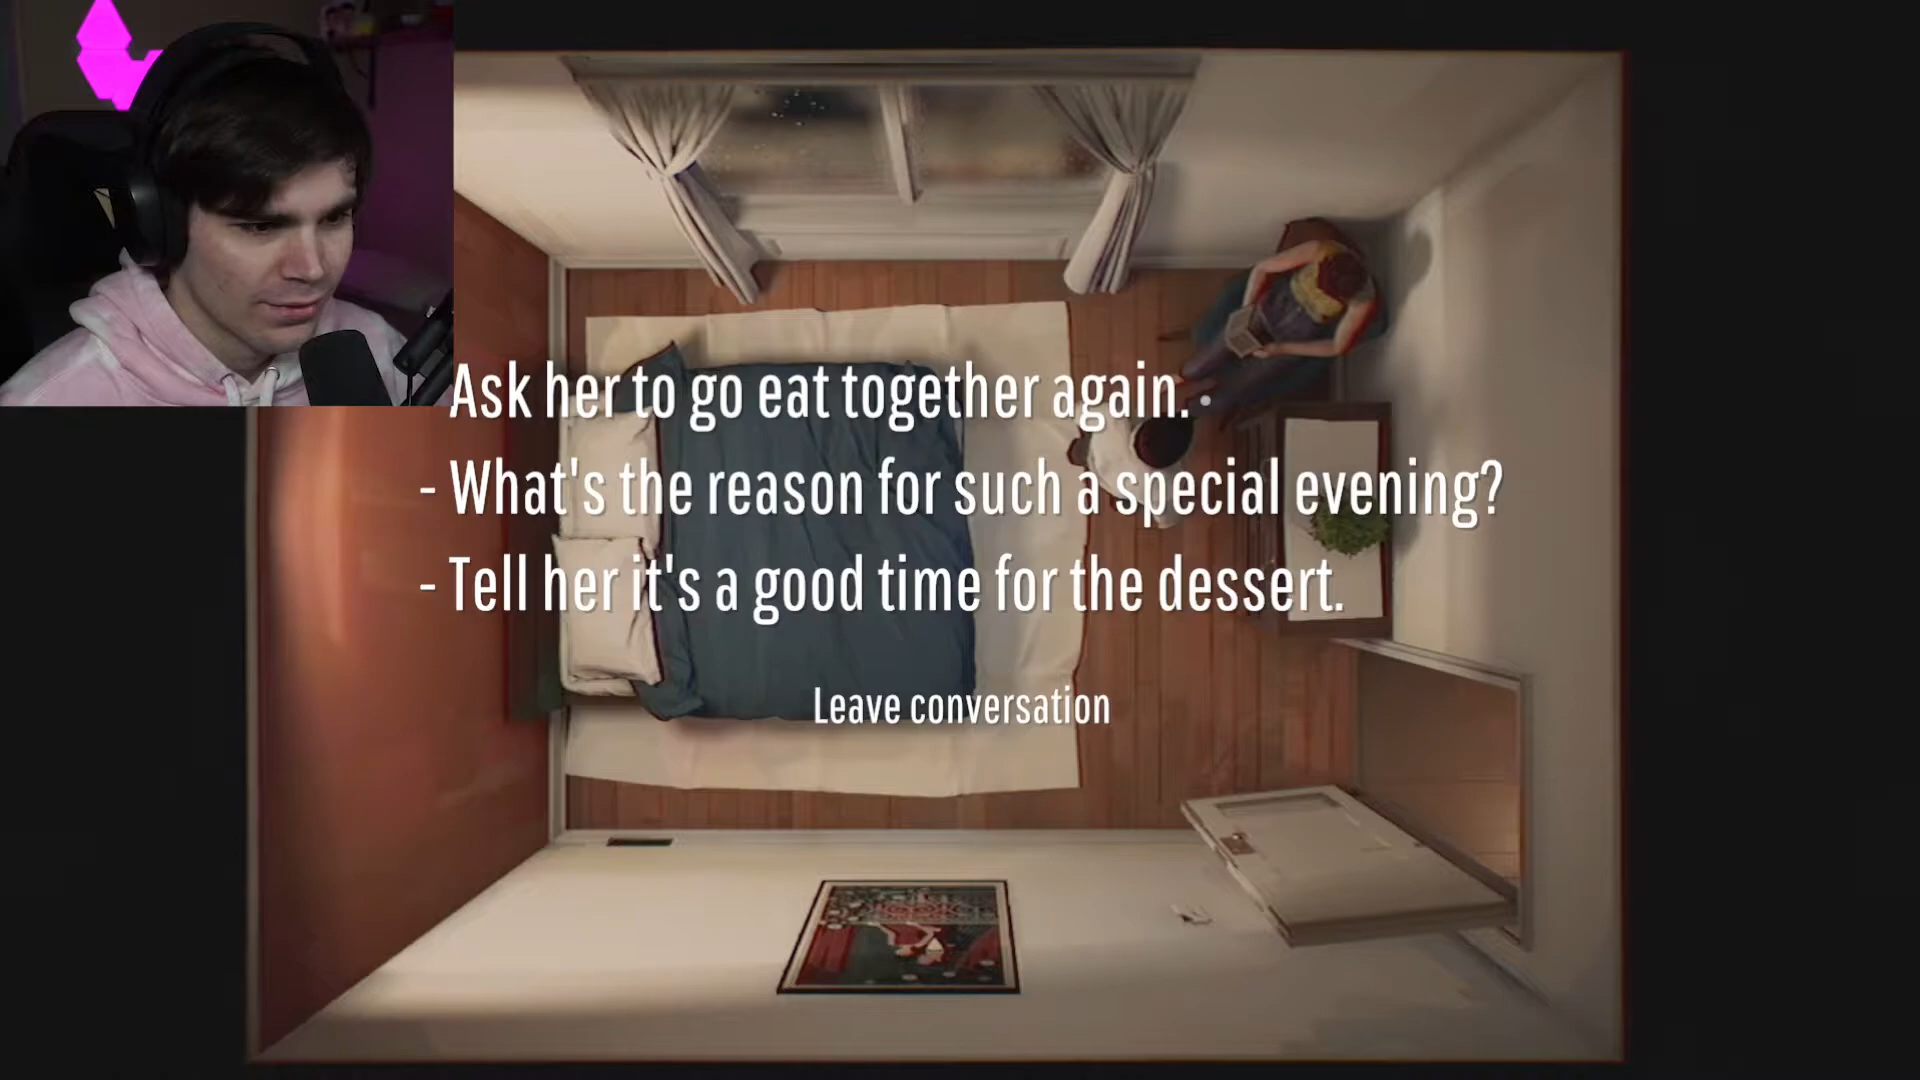 Ask her to go eat together again.
- What's the reason for such a special evening?
- Tell her it's a good time for the dessert.
Leave conversation